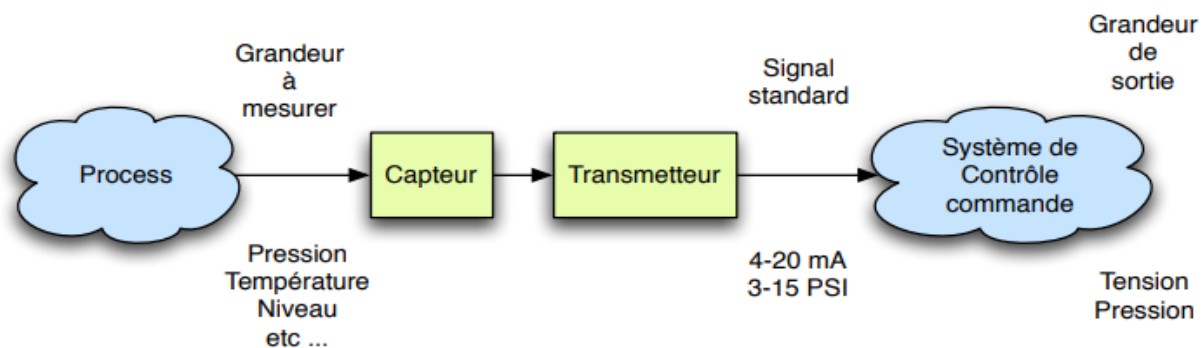 Grandeur
à
mesurer
Signal
standard
Grandeur
de
sortie
Process
Capteur
Transmetteur
Système de
Contrôle
commande
Pression
Température
Niveau
etc ...
4-20 mA
3-15 PSI
Tension
Pression